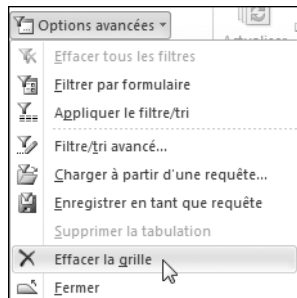 Options avancées
Effacer tous les filtres
Filtrer par formulaire
Appliquer le filtre/tri
Filtre/tri avancé...
Charger à partir d'une requête...
Enregistrer en tant que requête
Supprimer la tabulation
Effacer la grille
Fermer